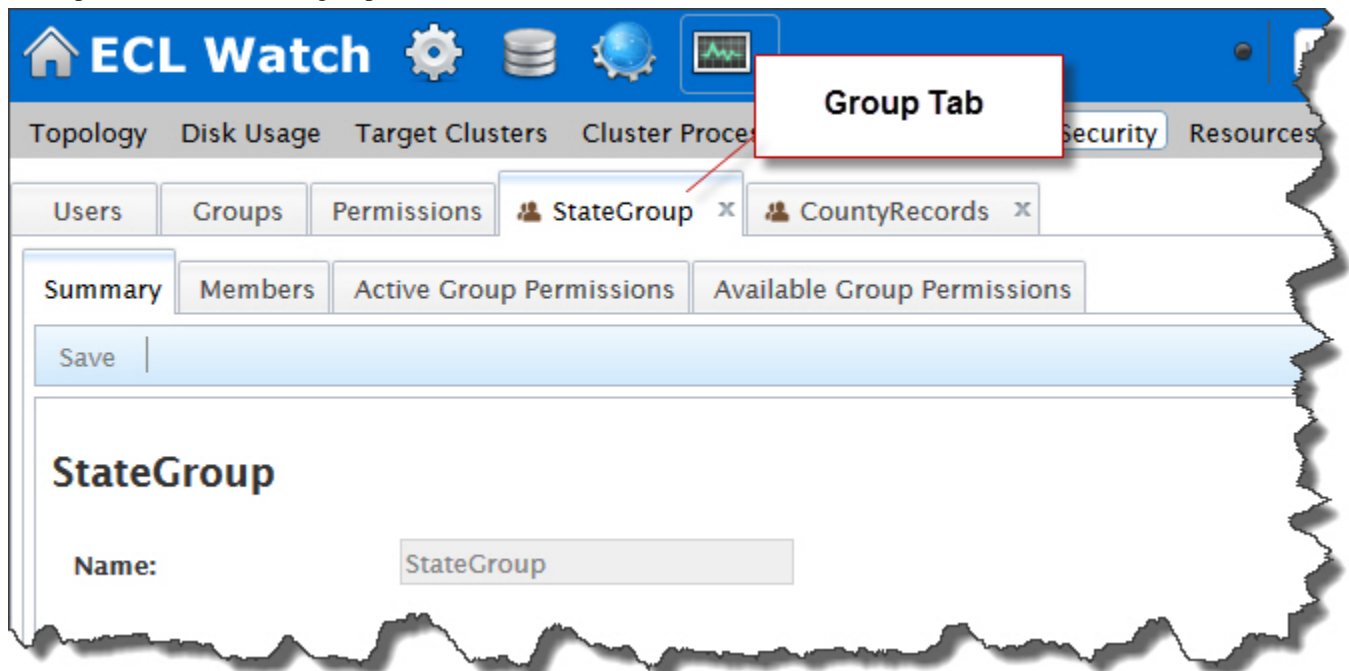 ECL Watch
Group Tab
Topology Disk Usage Target Clusters Cluster Security Resources
Users Groups Permissions StateGroup x CountyRecords x
Summary Members Active Group Permissions Available Group Permissions
Save
StateGroup
Name: StateGroup